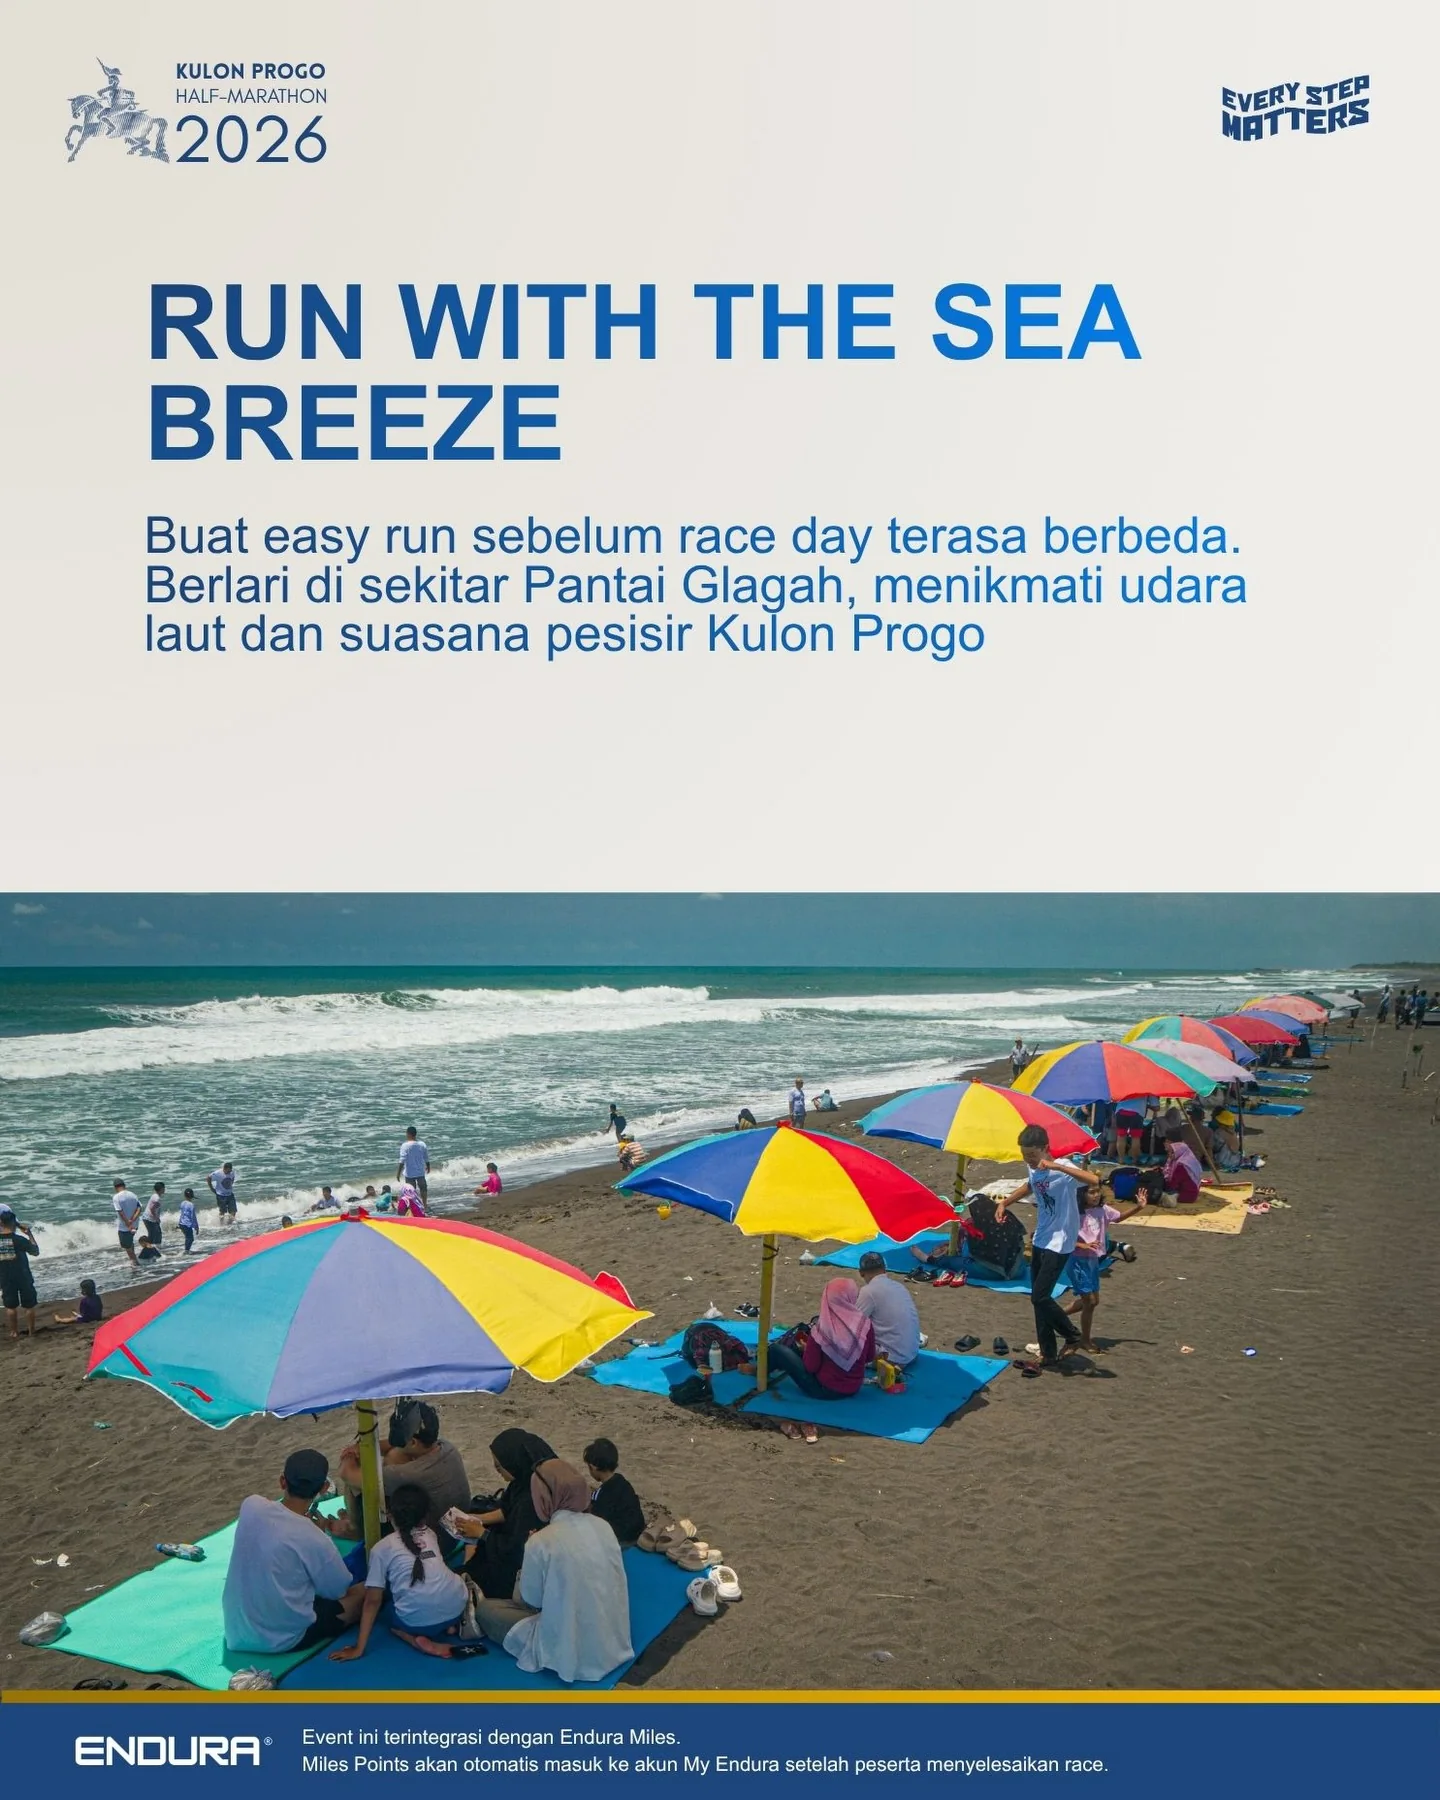 KULON PROGO
HALF-MARATHON
2026
EVERY STEP
MATTERS
RUN WITH THE SEA
BREEZE
Buat easy run sebelum race day terasa berbeda.
Berlari di sekitar Pantai Glagah, menikmati udara
laut dan suasana pesisir Kulon Progo
ENDURA®
Event ini terintegrasi dengan Endura Miles.
Miles Points akan otomatis masuk ke akun My Endura setelah peserta menyelesaikan race.